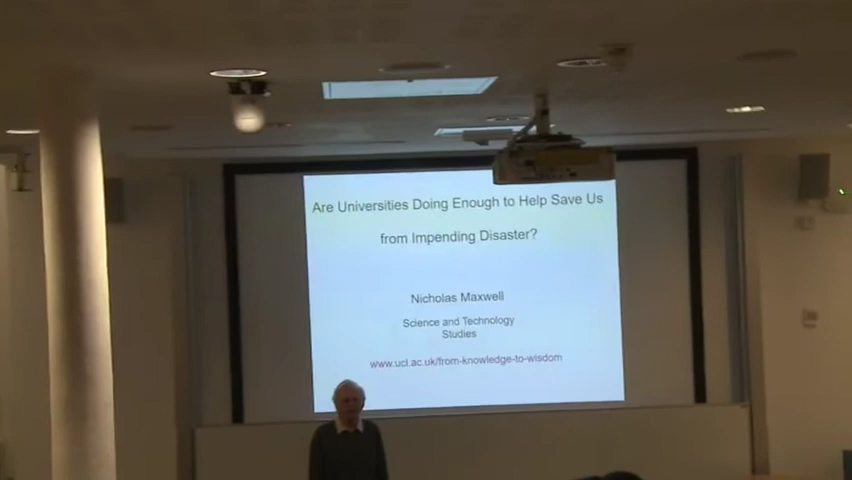 Are Universities Doing Enough to Help Save Us
from Impending Disaster?
Nicholas Maxwell
Science and Technology
Studies
www.ucl.ac.uk/from-knowledge-to-wisdom